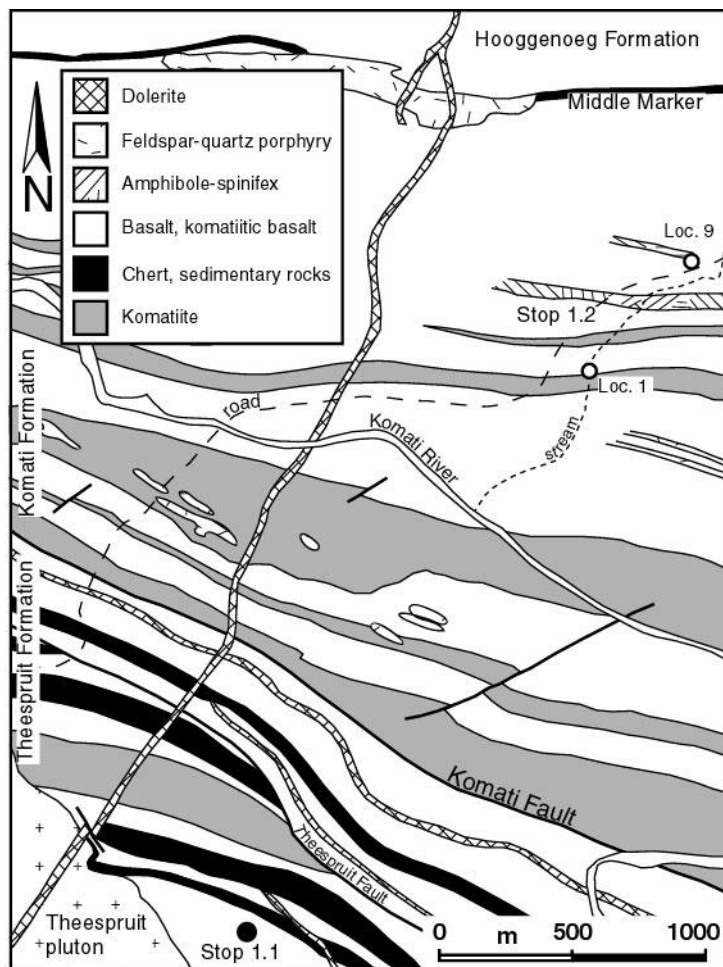 Hooggenoeg Formation
Middle Marker
Dolerite
Feldspar-quartz porphyry
Amphibole-spinifex
Basalt, komatiitic basalt
Chert, sedimentary rocks
Komatiite
N
Loc. 9
Stop 1.2
Loc. 1
road
Komati River
stream
Komati Formation
Theespruit Formation
Komati Fault
Theespruit Fault
Theespruit
pluton
Stop 1.1
0 m 500 1000